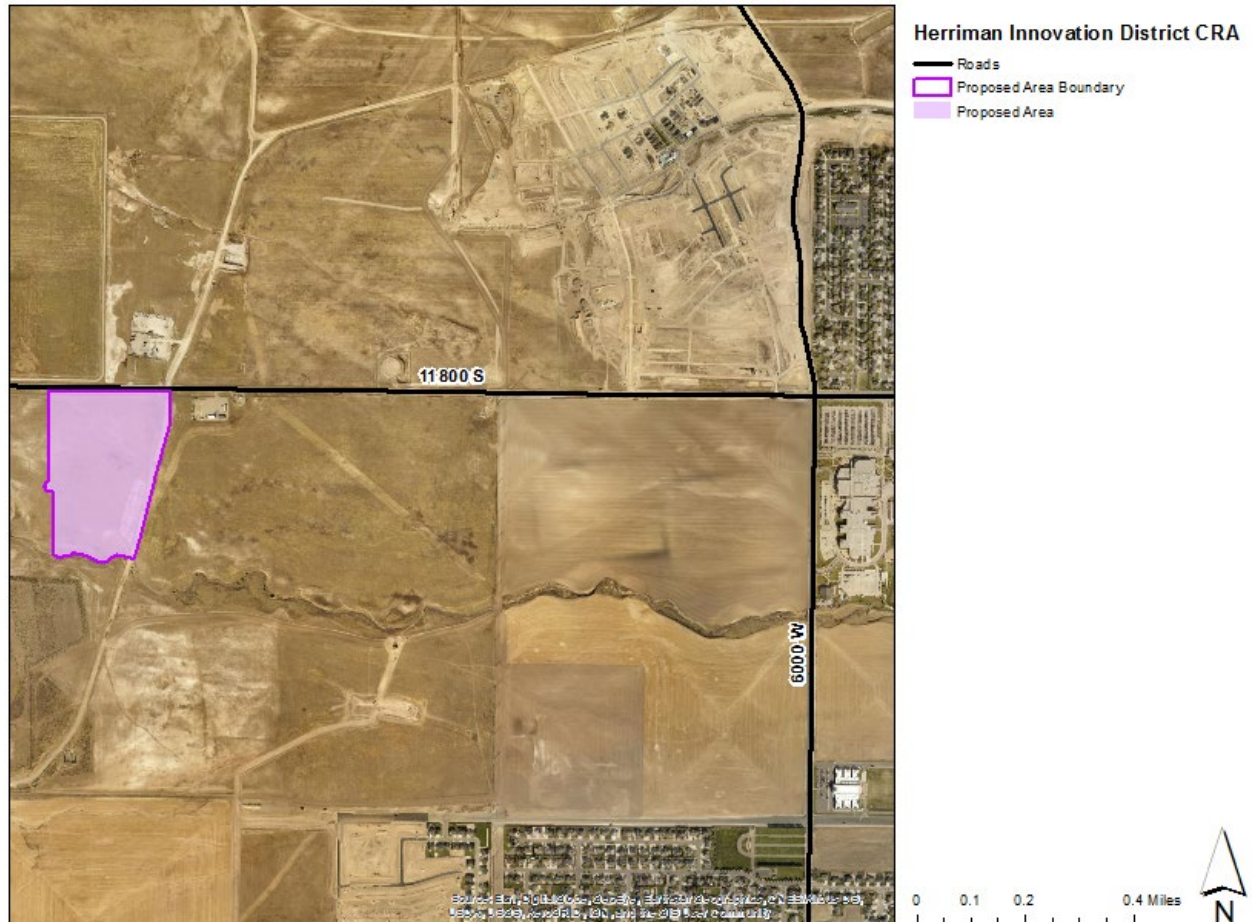 Herriman Innovation District CRA
Roads
Proposed Area Boundary
Proposed Area
11800 S
6000 W
0 0.1 0.2 0.4 Miles
N